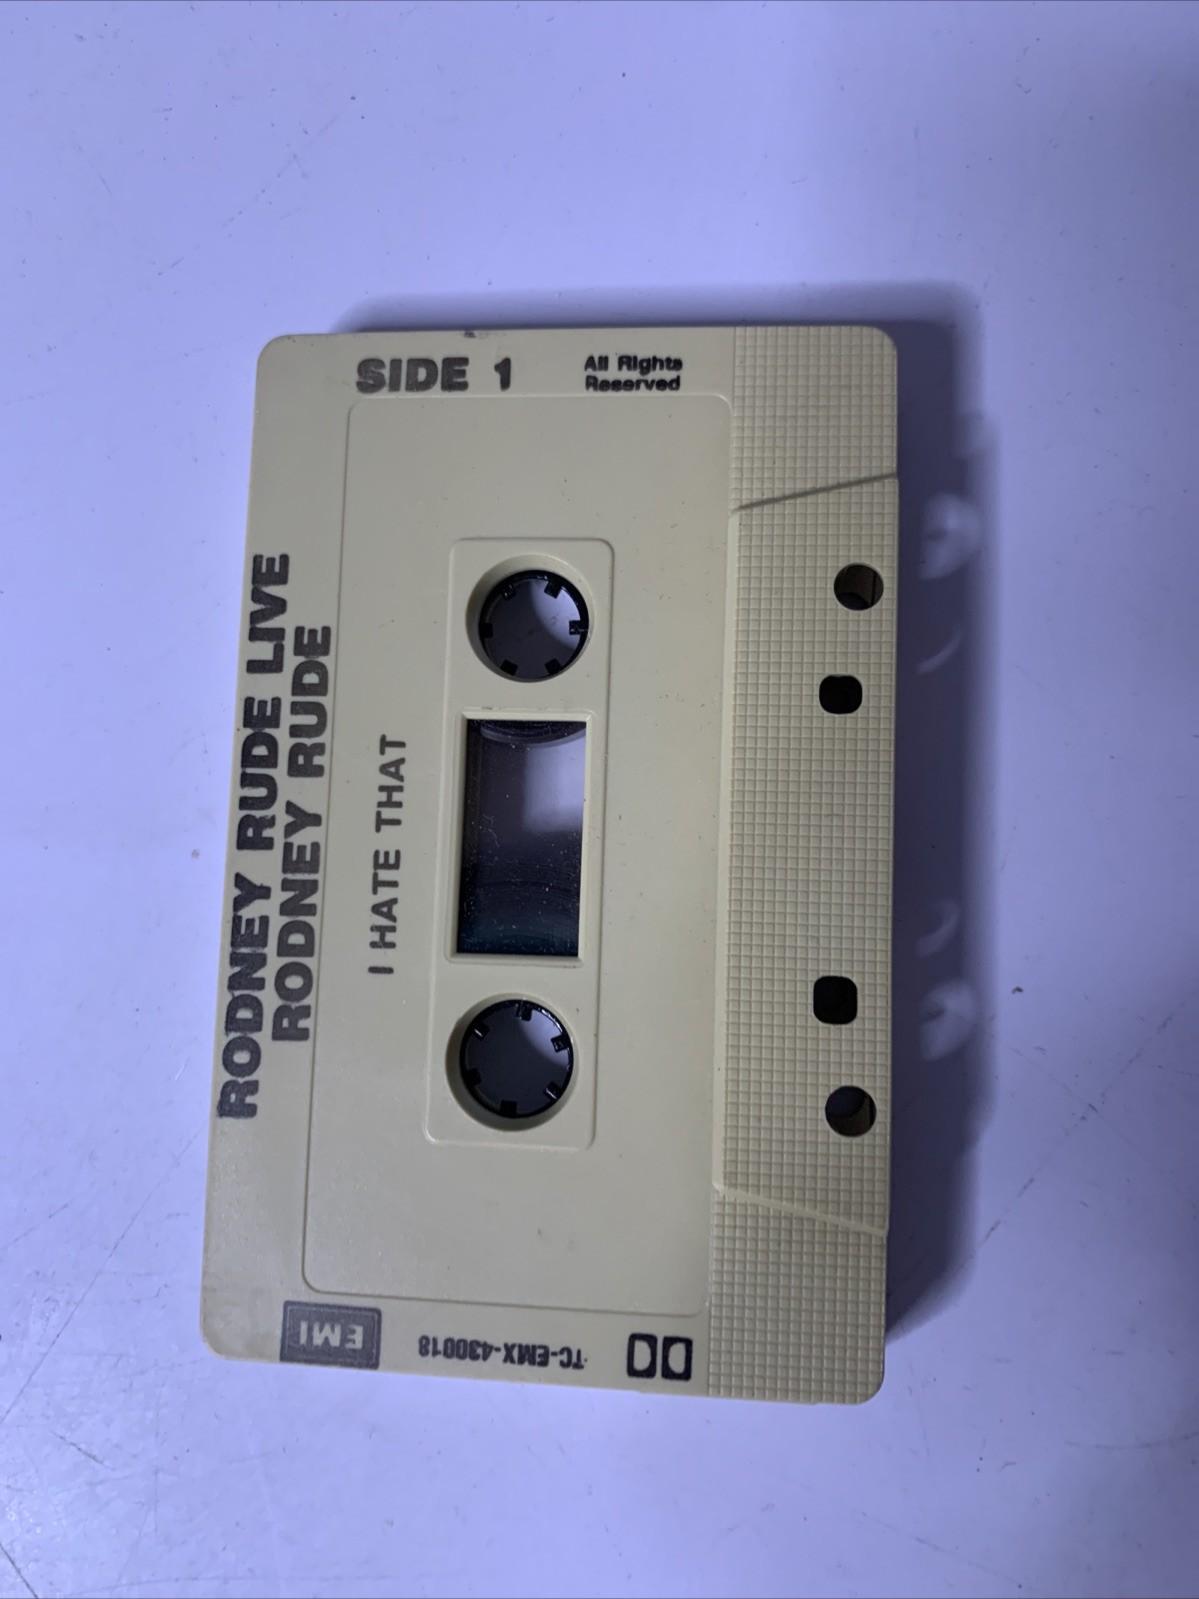 RODNEY RUDE LIVE
RODNEY RUDE
I HATE THAT
SIDE 1
All Rights
Reserved
EMI
TC-EMX-430018